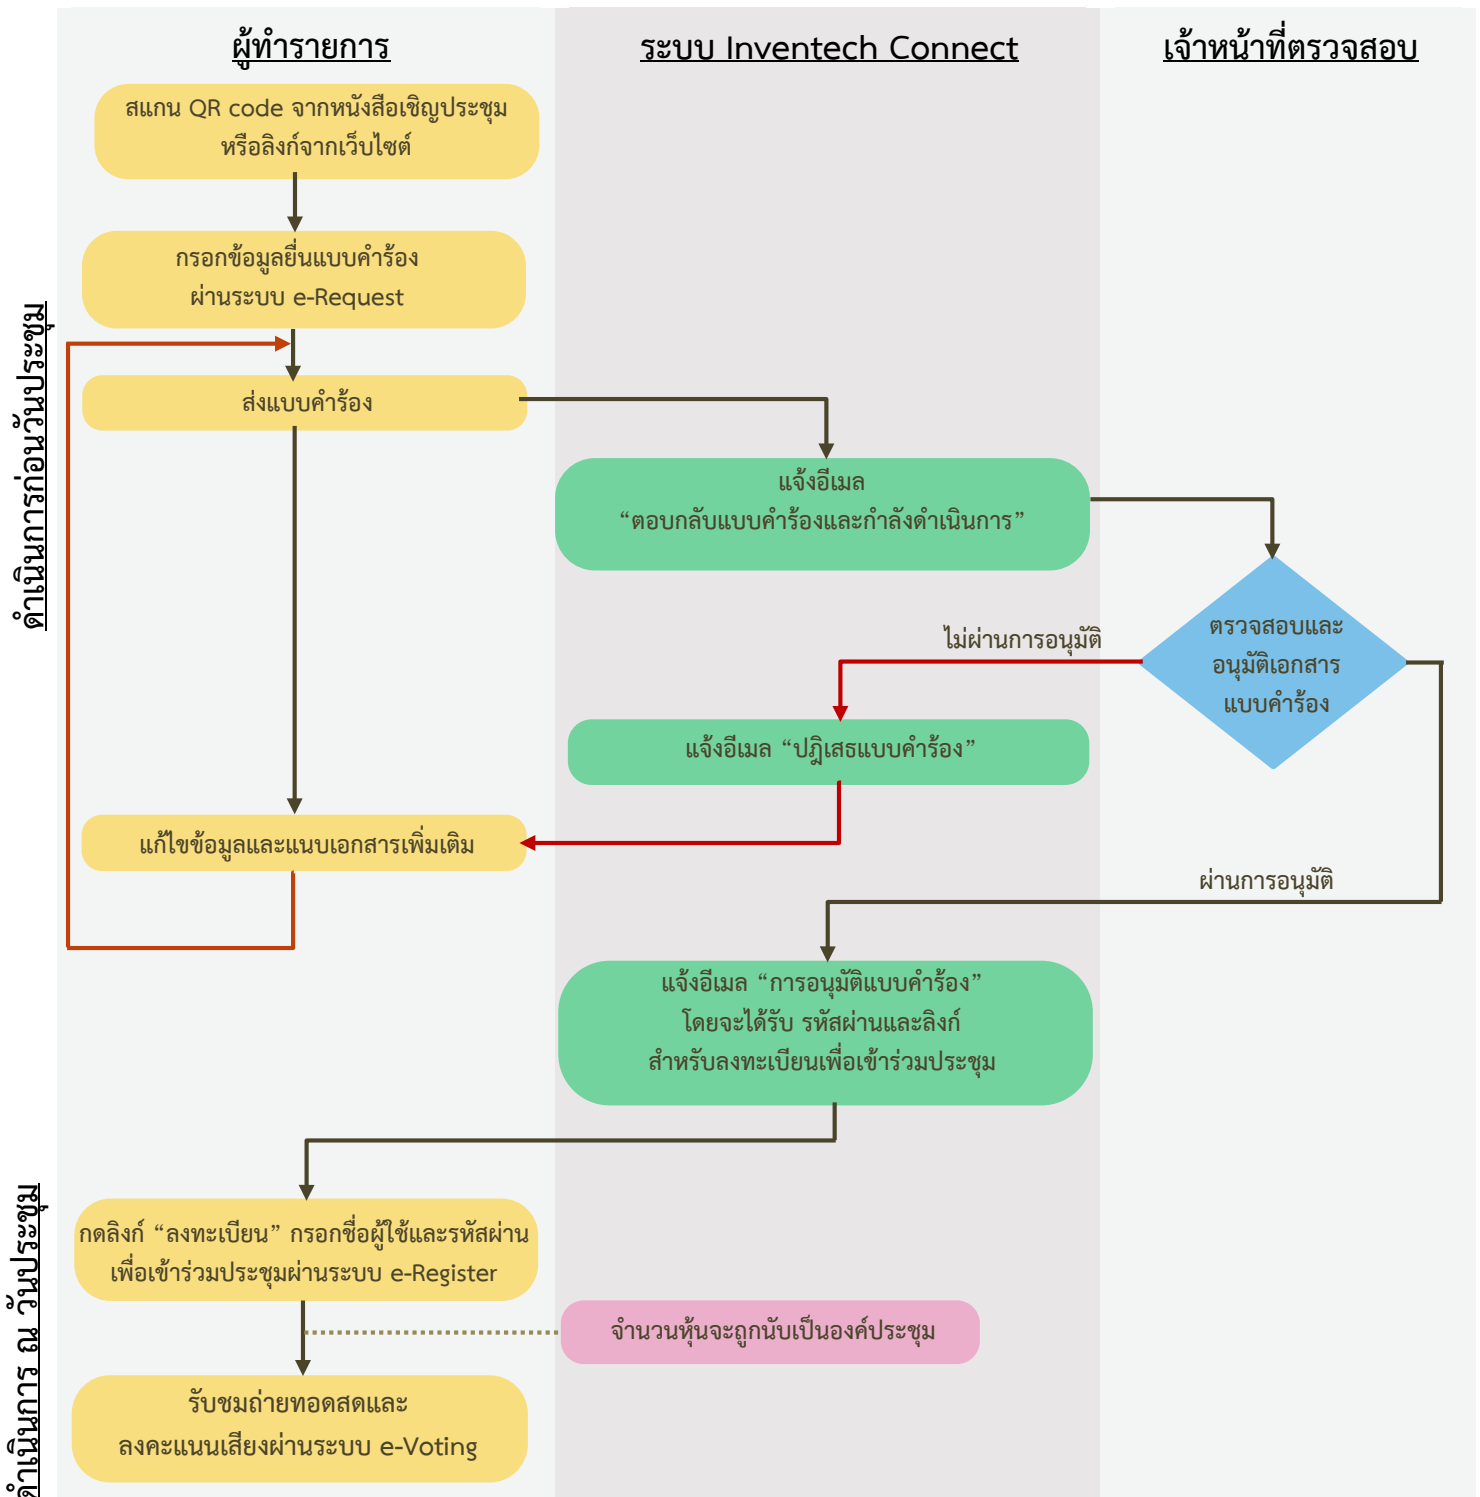 ผู้ทำรายการ
ระบบ Inventech Connect
เจ้าหน้าที่ตรวจสอบ
ดำเนินการก่อนวันประชุม
สแกน QR code จากหนังสือเชิญประชุม
หรือลิงก์จากเว็บไซต์
กรอกข้อมูลยื่นแบบคำร้อง
ผ่านระบบ e-Request
ส่งแบบคำร้อง
แจ้งอีเมล
“ตอบกลับแบบคำร้องและกำลังดำเนินการ”
ตรวจสอบและ
อนุมัติเอกสาร
แบบคำร้อง
ไม่ผ่านการอนุมัติ
แจ้งอีเมล “ปฎิเสธแบบคำร้อง”
แก้ไขข้อมูลและแนบเอกสารเพิ่มเติม
ผ่านการอนุมัติ
แจ้งอีเมล “การอนุมัติแบบคำร้อง”
โดยจะได้รับ รหัสผ่านและลิงก์
สำหรับลงทะเบียนเพื่อเข้าร่วมประชุม
ดำเนินการ ณ วันประชุม
กดลิงก์ “ลงทะเบียน” กรอกชื่อผู้ใช้และรหัสผ่าน
เพื่อเข้าร่วมประชุมผ่านระบบ e-Register
จำนวนหุ้นจะถูกนับเป็นองค์ประชุม
รับชมถ่ายทอดสดและ
ลงคะแนนเสียงผ่านระบบ e-Voting